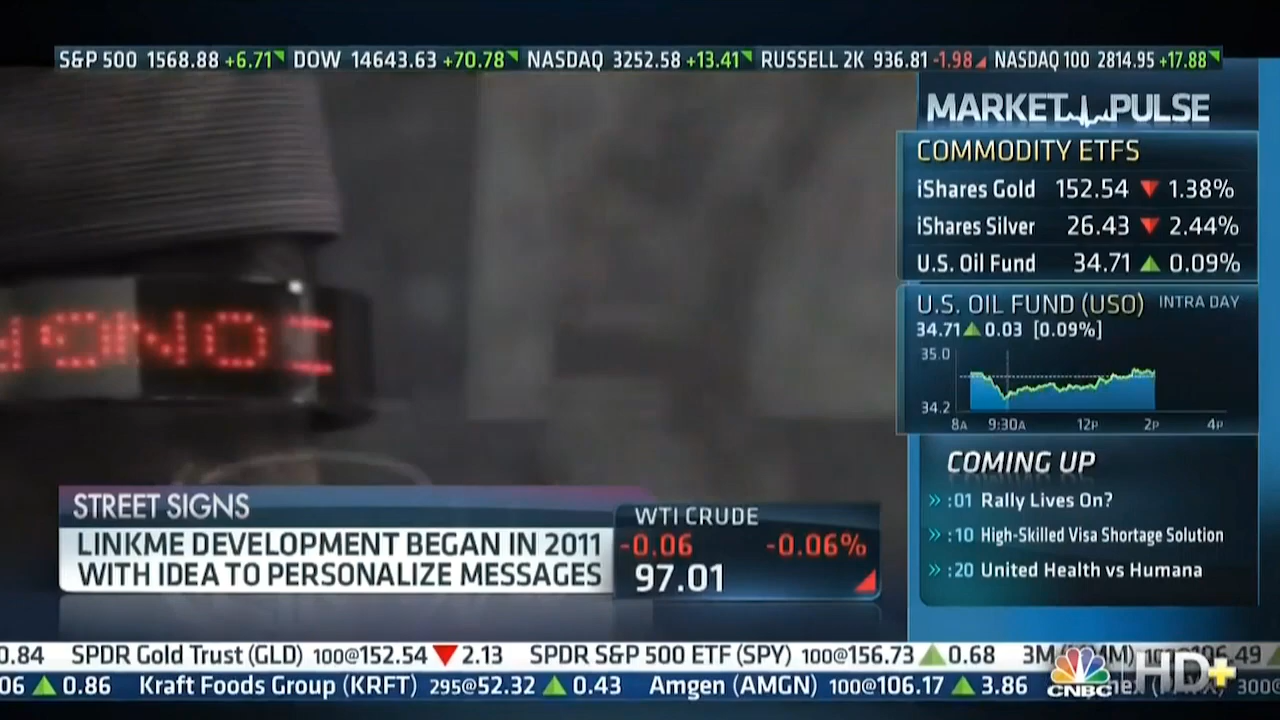 S&P 500 1568.88 +6.71 DOW 14643.63 +70.78 NASDAQ 3252.58 +13.41 RUSSELL 2K 936.81 -1.98 NASDAQ 100 2814.95 +17.88
MARKET PULSE
COMMODITY ETFS
iShares Gold 152.54 1.38%
iShares Silver 26.43 2.44%
U.S. Oil Fund 34.71 0.09%
U.S. OIL FUND (USO) INTRA DAY
34.71 0.03 [0.09%]
35.0
34.2
8A 9:30A 12P 2P 4P
COMING UP
» :01 Rally Lives On?
» :10 High-Skilled Visa Shortage Solution
» :20 United Health vs Humana
STREET SIGNS
LINKME DEVELOPMENT BEGAN IN 2011
WITH IDEA TO PERSONALIZE MESSAGES
WTI CRUDE
-0.06 -0.06%
97.01
0.84 SPDR Gold Trust (GLD) 100@152.54 2.13 SPDR S&P 500 ETF (SPY) 100@156.73 0.68 3M
06 0.86 Kraft Foods Group (KRFT) 295@52.32 0.43 Amgen (AMGN) 100@106.17 3.86
CNBC HD+